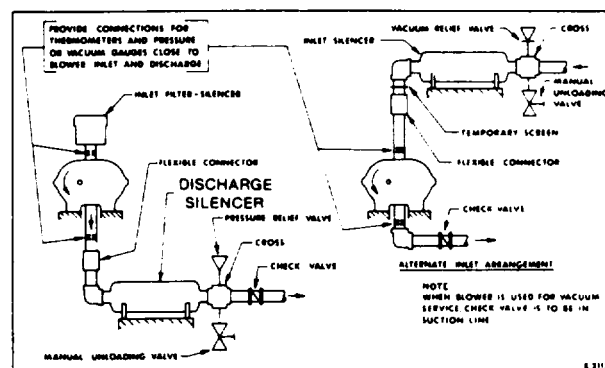 PROVIDE CONNECTIONS FOR
THERMOMETERS AND PRESSURE
OR VACUUM GAUGES CLOSE TO
BLOWER INLET AND DISCHARGE
INLET FILTER-SILENCER
FLEXIBLE CONNECTOR
DISCHARGE
SILENCER
PRESSURE RELIEF VALVE
CROSS
CHECK VALVE
MANUAL UNLOADING VALVE
VACUUM RELIEF VALVE
INLET SILENCER
CROSS
MANUAL
UNLOADING
VALVE
TEMPORARY SCREEN
FLEXIBLE CONNECTOR
CHECK VALVE
ALTERNATE INLET ARRANGEMENT
NOTE
WHEN BLOWER IS USED FOR VACUUM
SERVICE, CHECK VALVE IS TO BE IN
SUCTION LINE